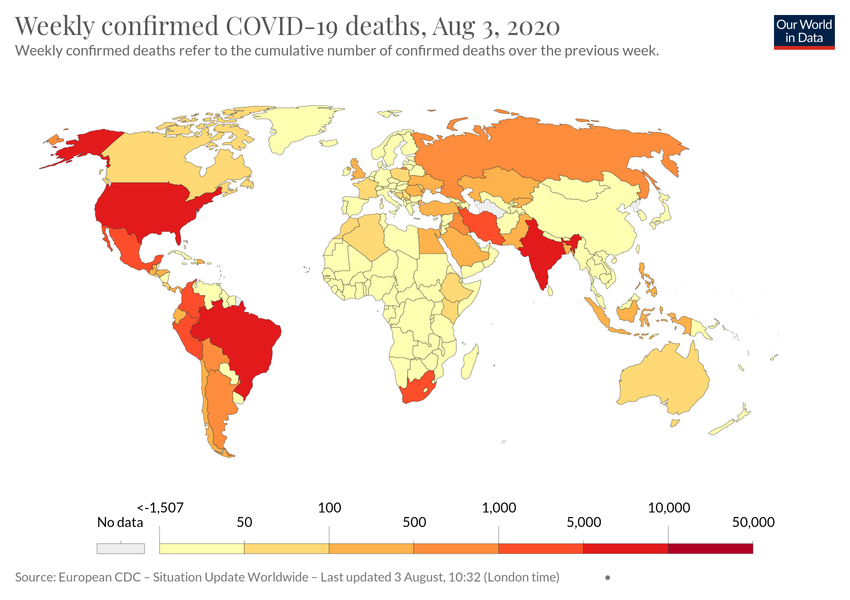 Weekly confirmed COVID-19 deaths, Aug 3, 2020
Weekly confirmed deaths refer to the cumulative number of confirmed deaths over the previous week.
Our World
in Data
<-1,507 100 1,000 10,000
No data 50 500 5,000 50,000
Source: European CDC – Situation Update Worldwide – Last updated 3 August, 10:32 (London time)